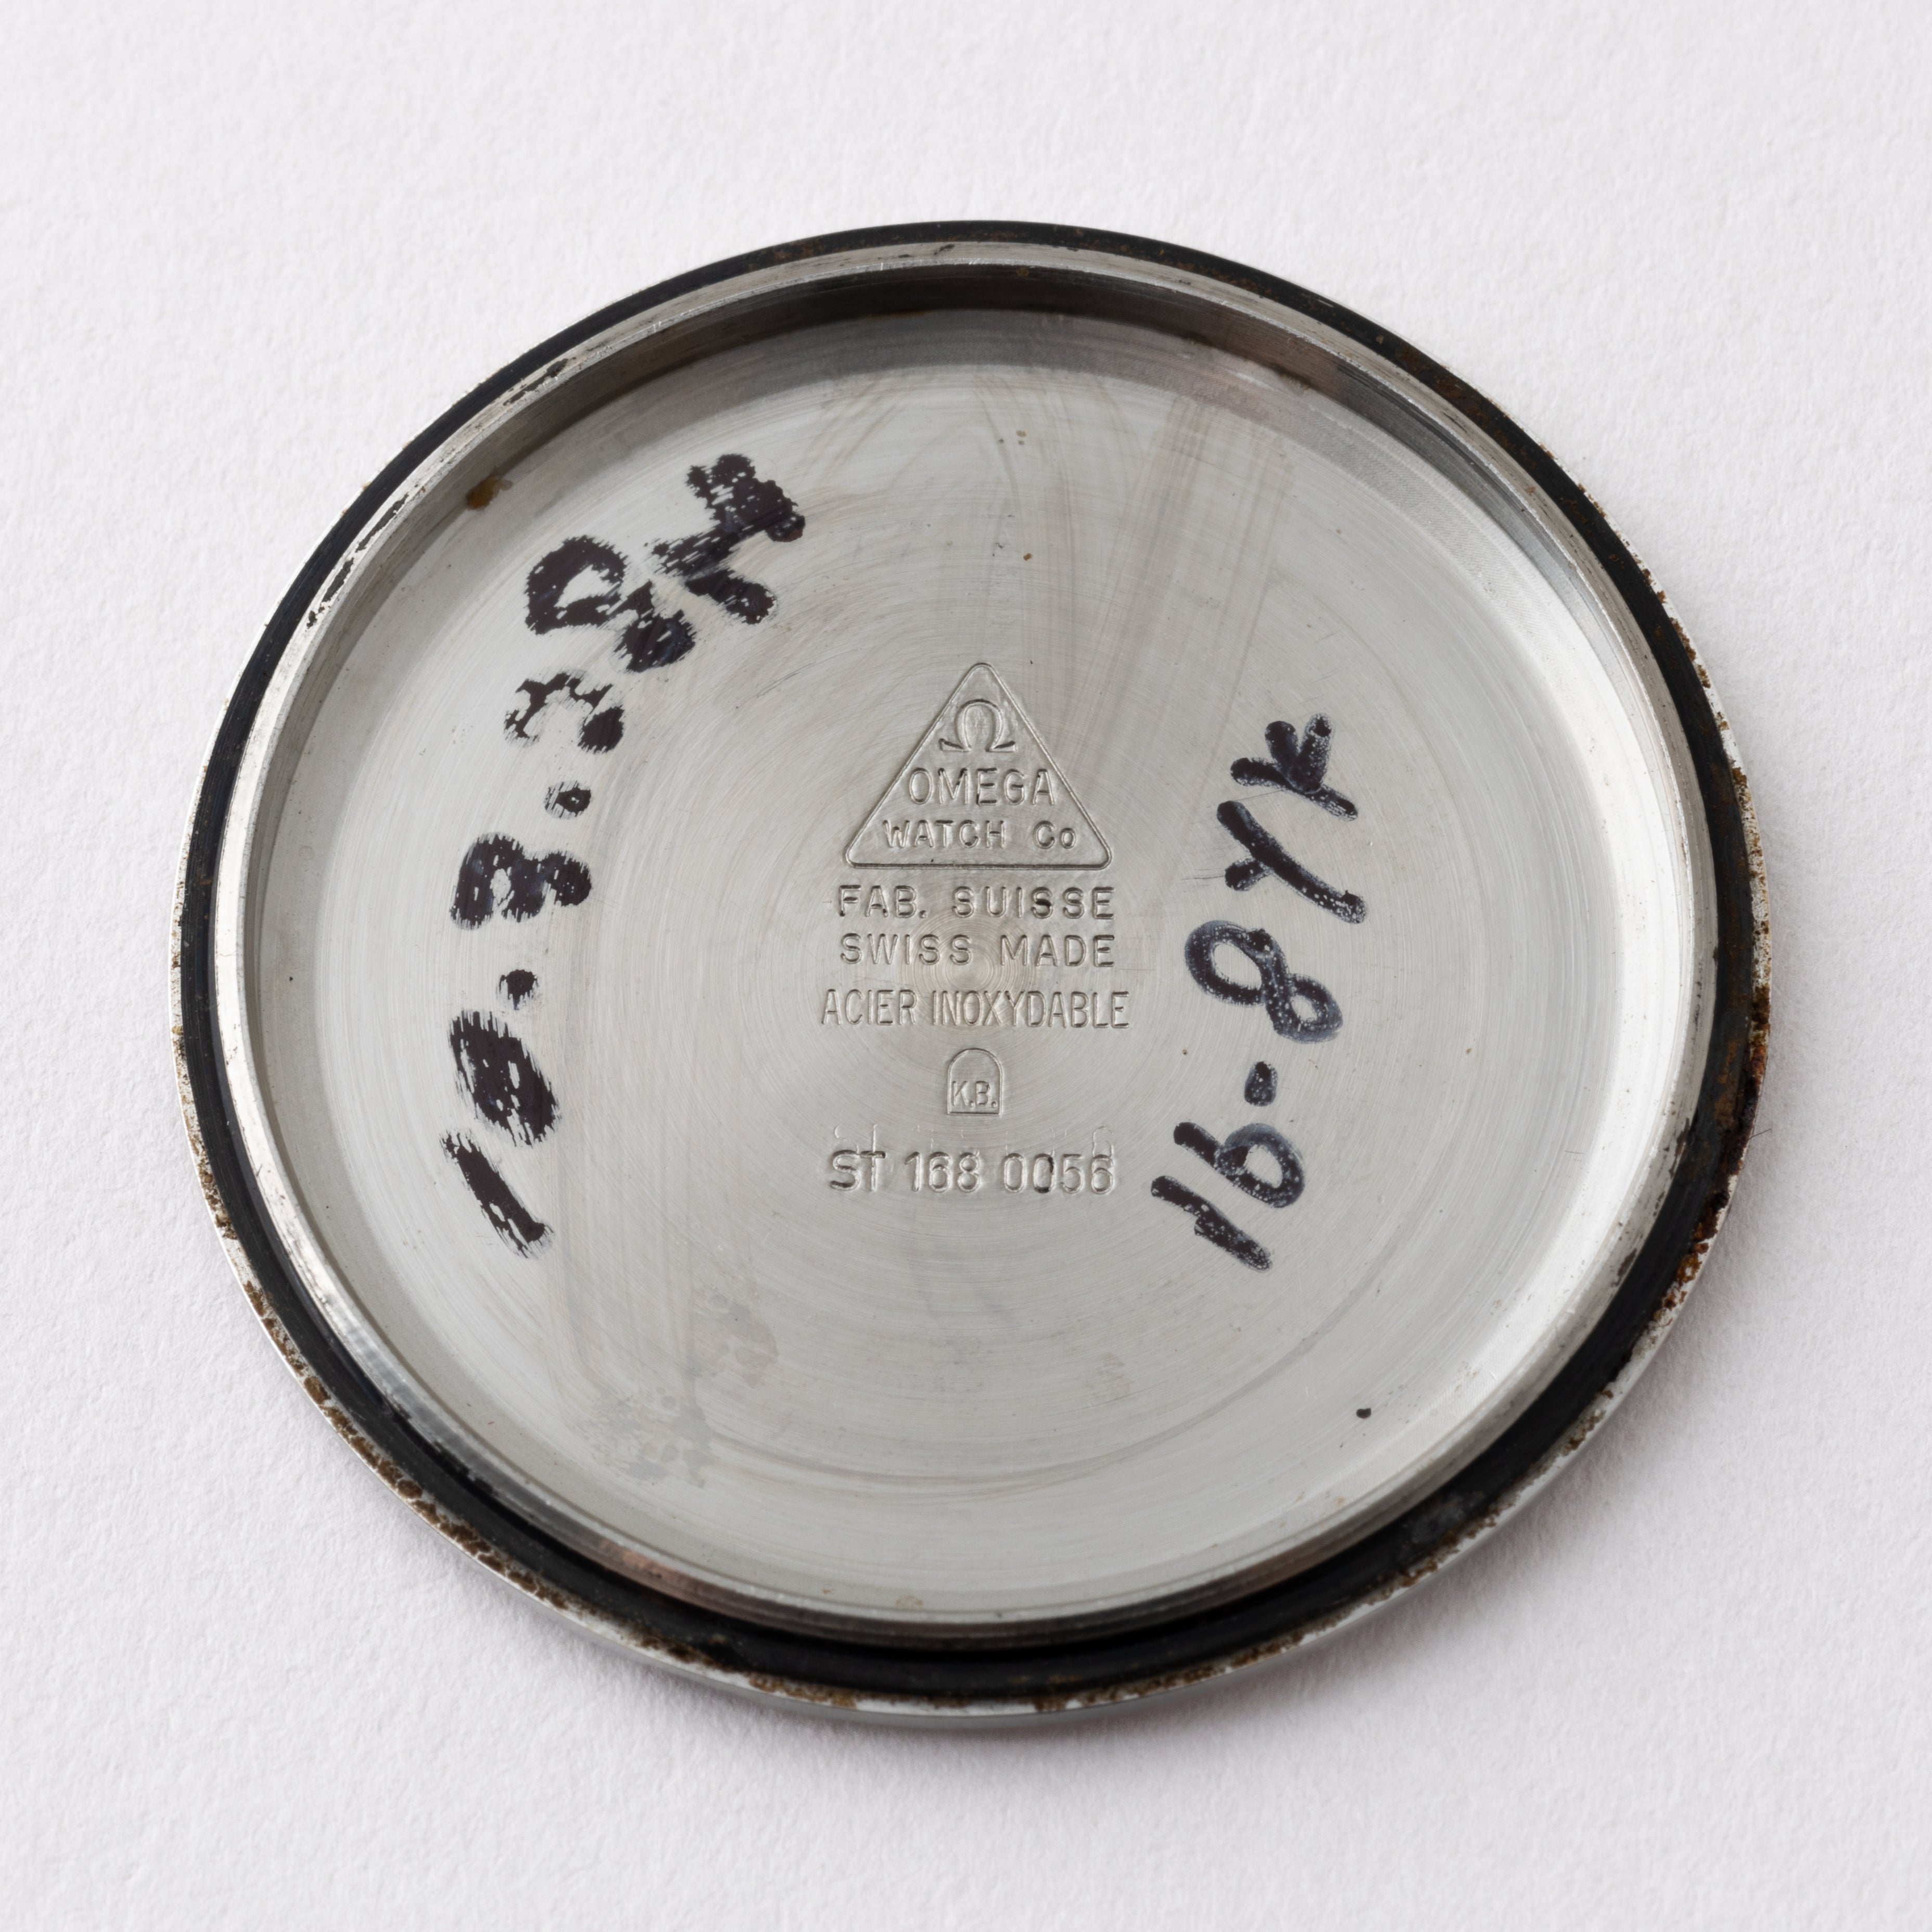 Ω
OMEGA
WATCH Co
FAB. SUISSE
SWISS MADE
ACIER INOXYDABLE
K.B.
ST 168 0056